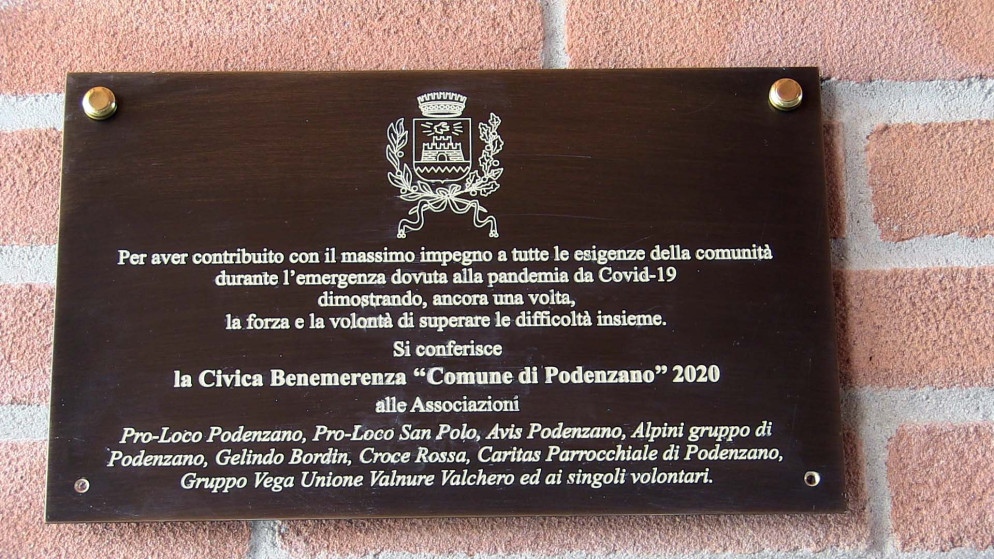 Per aver contribuito con il massimo impegno a tutte le esigenze della comunità
durante l'emergenza dovuta alla pandemia da Covid-19
dimostrando, ancora una volta,
la forza e la volontà di superare le difficoltà insieme.
Si conferisce
la Civica Benemerenza “Comune di Podenzano” 2020
alle Associazioni
Pro-Loco Podenzano, Pro-Loco San Polo, Avis Podenzano, Alpini gruppo di
Podenzano, Gelindo Bordin, Croce Rossa, Caritas Parrocchiale di Podenzano,
Gruppo Vega Unione Valnure Valchero ed ai singoli volontari.